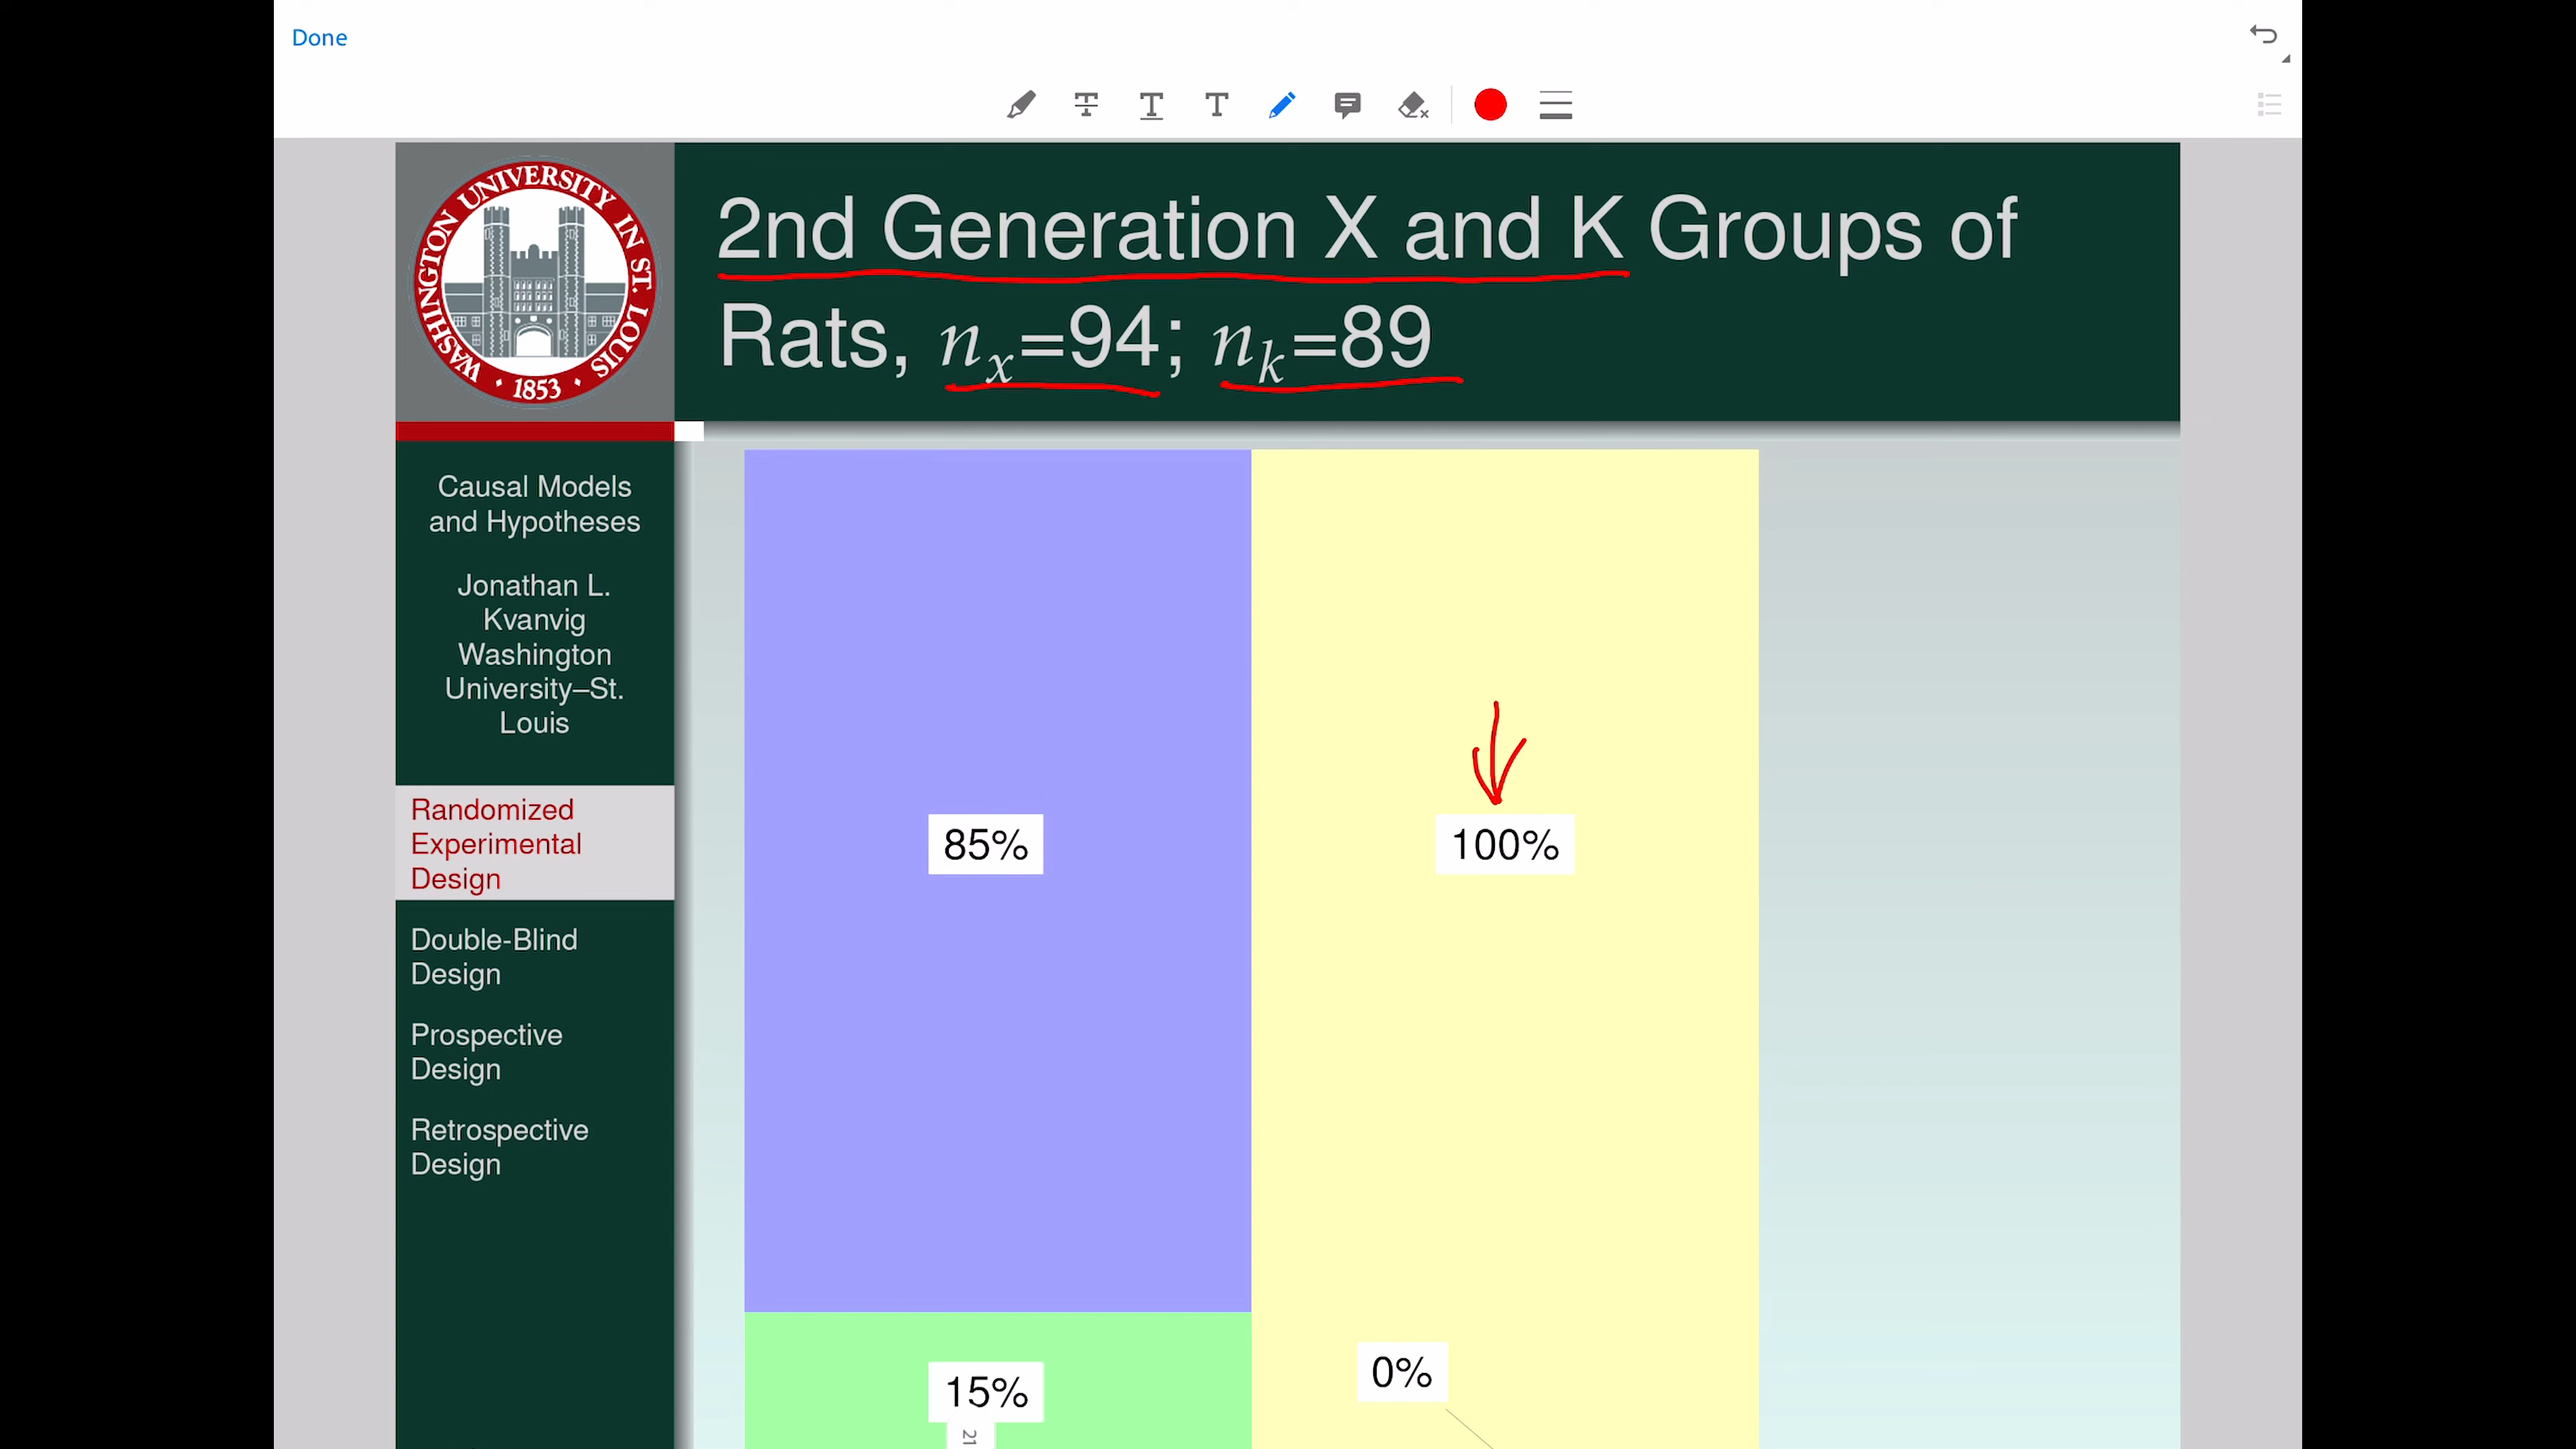 Done
WASHINGTON UNIVERSITY IN ST. LOUIS
· 1853 ·
2nd Generation X and K Groups of
Rats, nₓ=94; nₖ=89
Causal Models
and Hypotheses
Jonathan L.
Kvanvig
Washington
University–St.
Louis
Randomized
Experimental
Design
Double-Blind
Design
Prospective
Design
Retrospective
Design
85%
100%
15%
0%
21